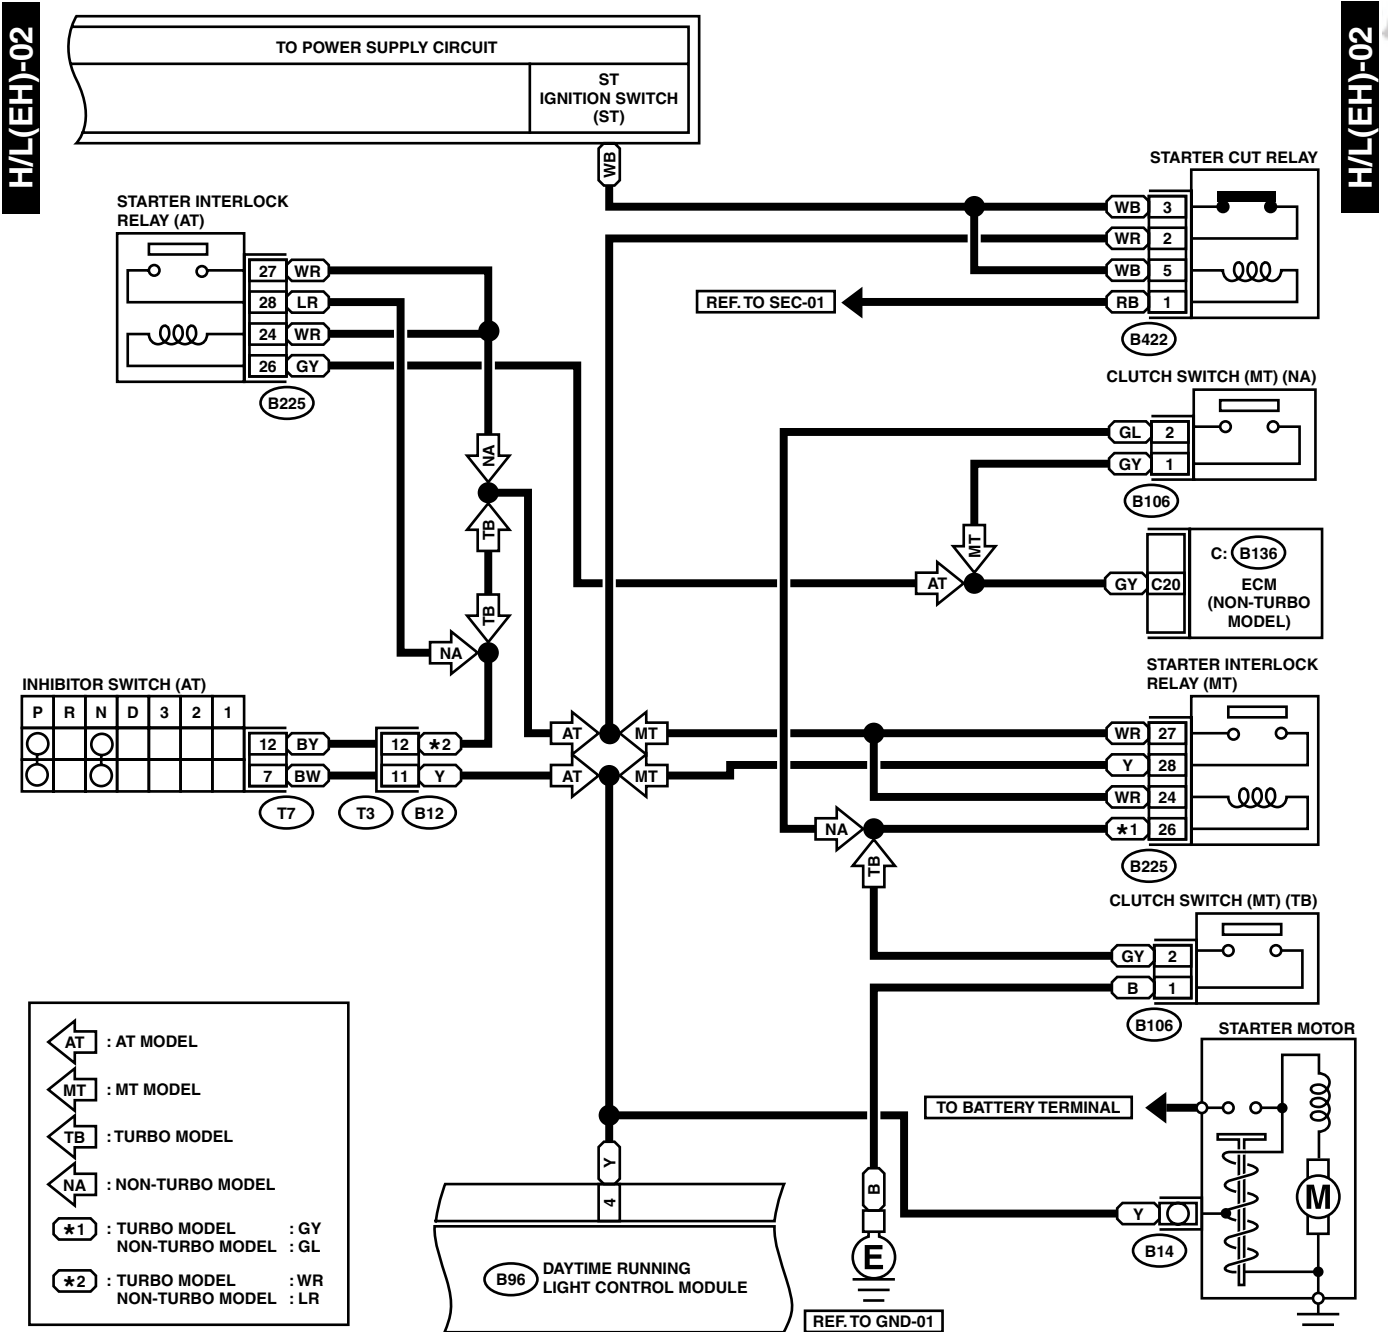 H/L(EH)-02
H/L(EH)-02
TO POWER SUPPLY CIRCUIT
ST
IGNITION SWITCH
(ST)
WB
STARTER CUT RELAY
WB 3
WR 2
WB 5
RB 1
B422
REF. TO SEC-01
STARTER INTERLOCK
RELAY (AT)
27 WR
28 LR
24 WR
26 GY
B225
CLUTCH SWITCH (MT) (NA)
GL 2
GY 1
B106
NA
TB
TB
NA
MT
AT
GY C20
C: B136
ECM
(NON-TURBO
MODEL)
INHIBITOR SWITCH (AT)
P R N D 3 2 1
12 BY
7 BW
T7
12 *2
11 Y
T3
B12
AT MT
AT MT
STARTER INTERLOCK
RELAY (MT)
WR 27
Y 28
WR 24
*1 26
B225
NA
TB
CLUTCH SWITCH (MT) (TB)
GY 2
B 1
B106
AT : AT MODEL
MT : MT MODEL
TB : TURBO MODEL
NA : NON-TURBO MODEL
*1 : TURBO MODEL : GY
NON-TURBO MODEL : GL
*2 : TURBO MODEL : WR
NON-TURBO MODEL : LR
Y
4
B96
DAYTIME RUNNING
LIGHT CONTROL MODULE
B
E
REF. TO GND-01
STARTER MOTOR
TO BATTERY TERMINAL
M
Y
B14